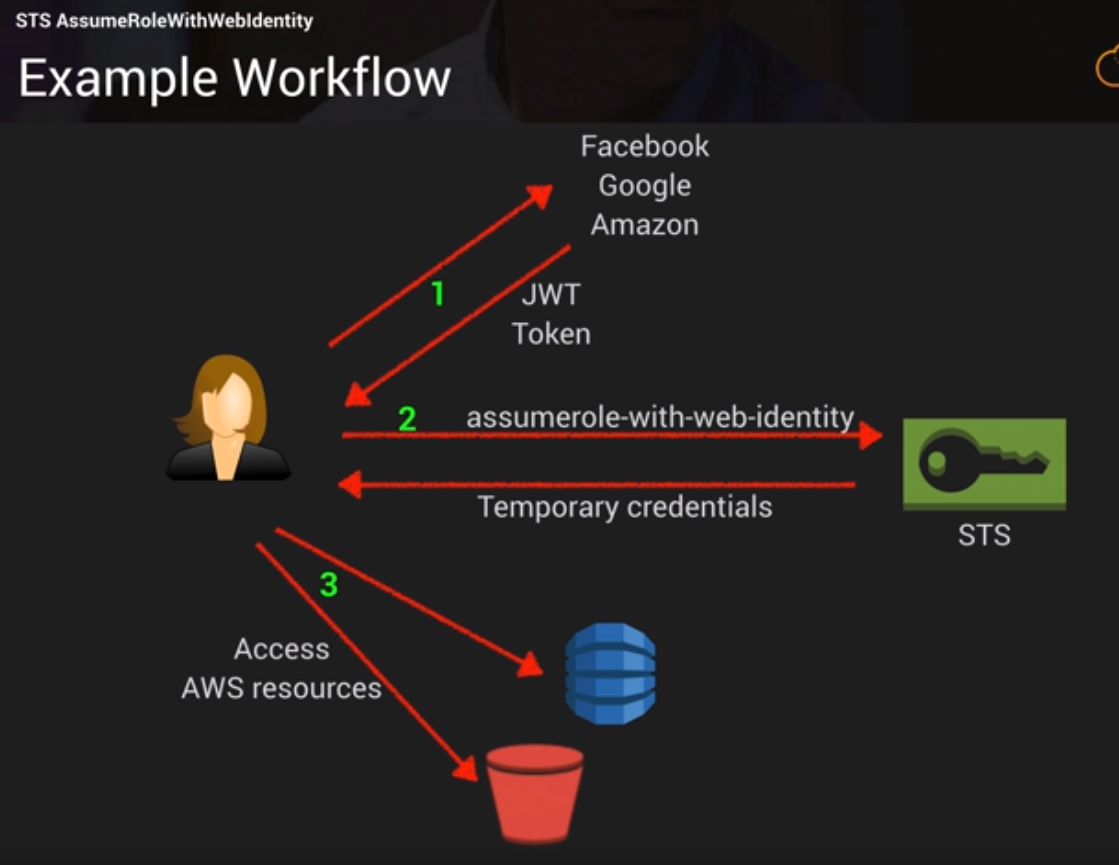 STS AssumeRoleWithWebIdentity
Example Workflow
Facebook
Google
Amazon
1
JWT
Token
2
assumerole-with-web-identity
Temporary credentials
STS
3
Access
AWS resources